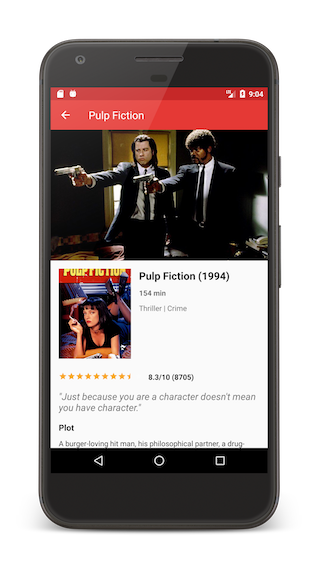 9:04
Pulp Fiction
PULP FICTION
Pulp Fiction (1994)
154 min
Thriller | Crime
8.3/10 (8705)
"Just because you are a character doesn't mean
you have character."
Plot
A burger-loving hit man, his philosophical partner, a drug-